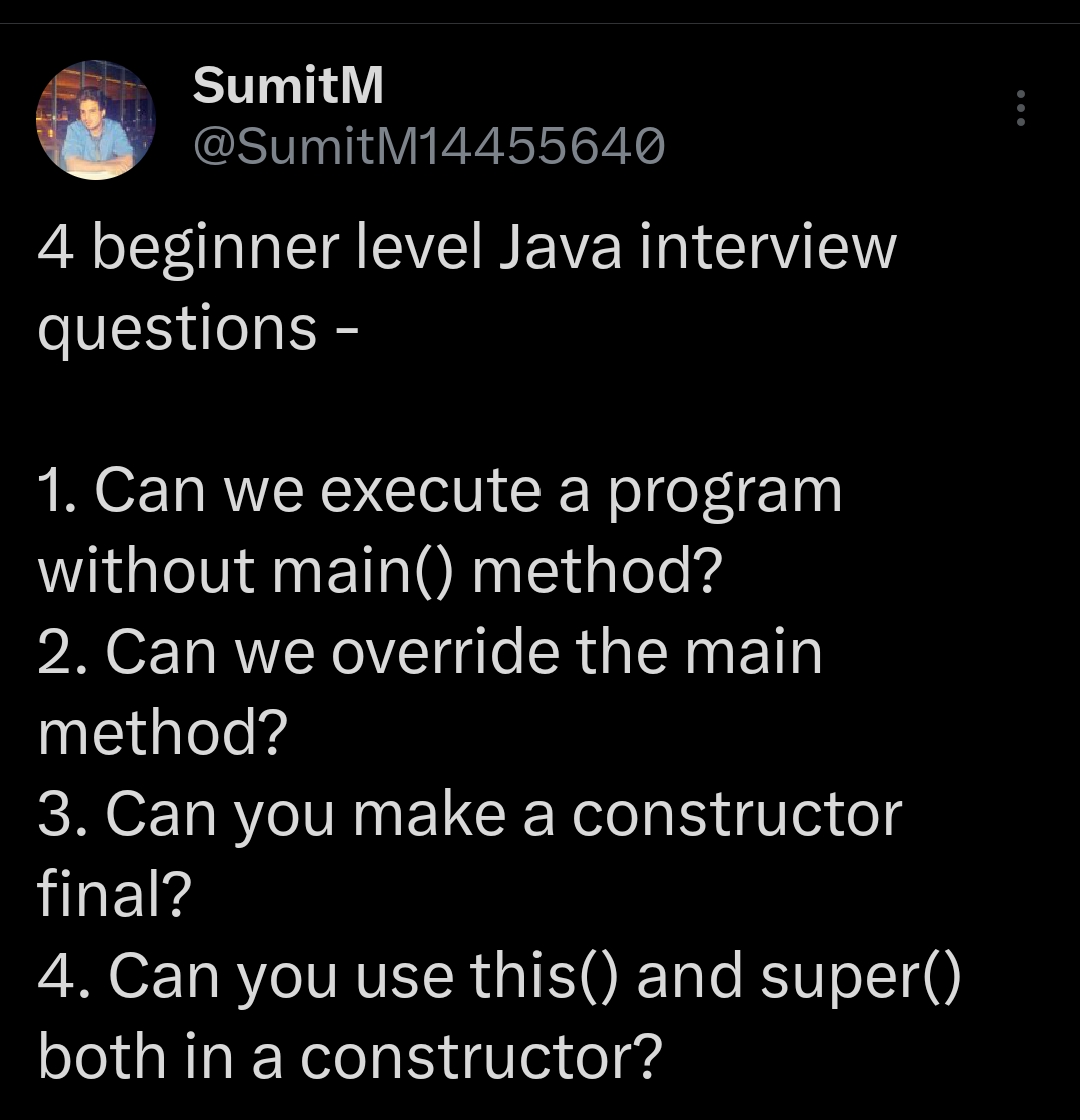 SumitM
@SumitM14455640
4 beginner level Java interview
questions -
1. Can we execute a program
without main() method?
2. Can we override the main
method?
3. Can you make a constructor
final?
4. Can you use this() and super()
both in a constructor?